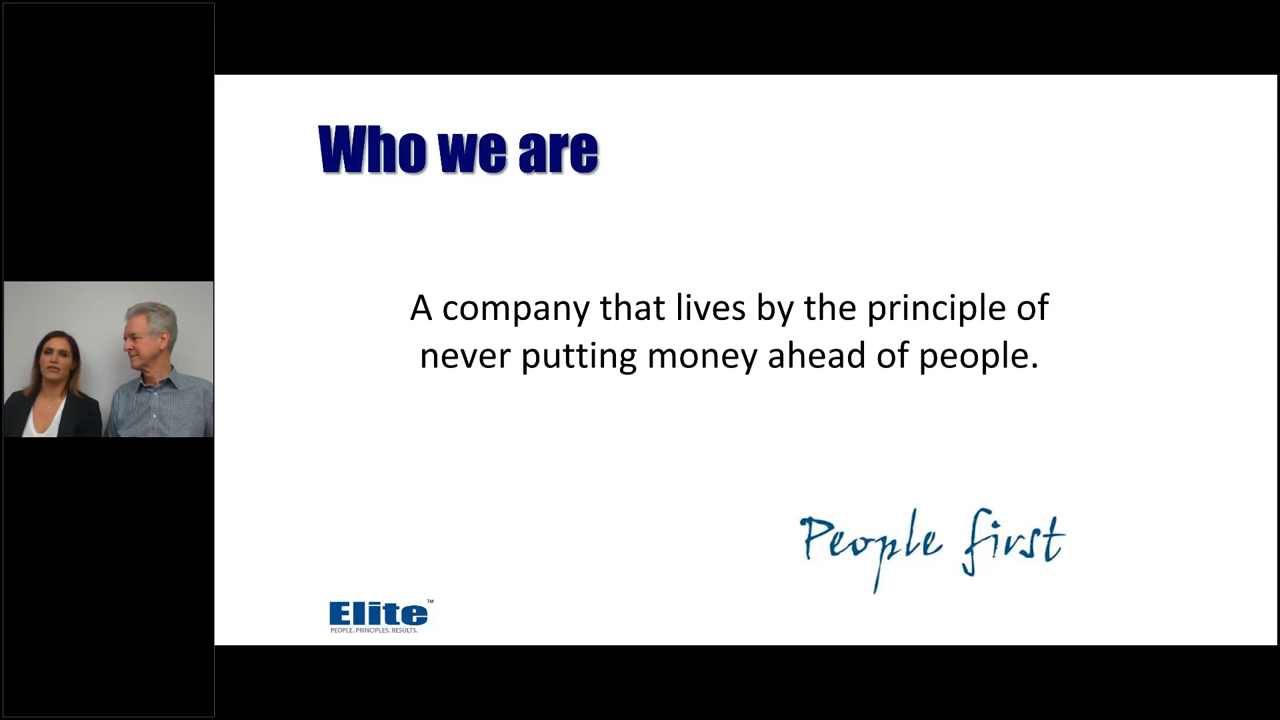 Who we are
A company that lives by the principle of
never putting money ahead of people.
People first
Elite™
PEOPLE. PRINCIPLES. RESULTS.